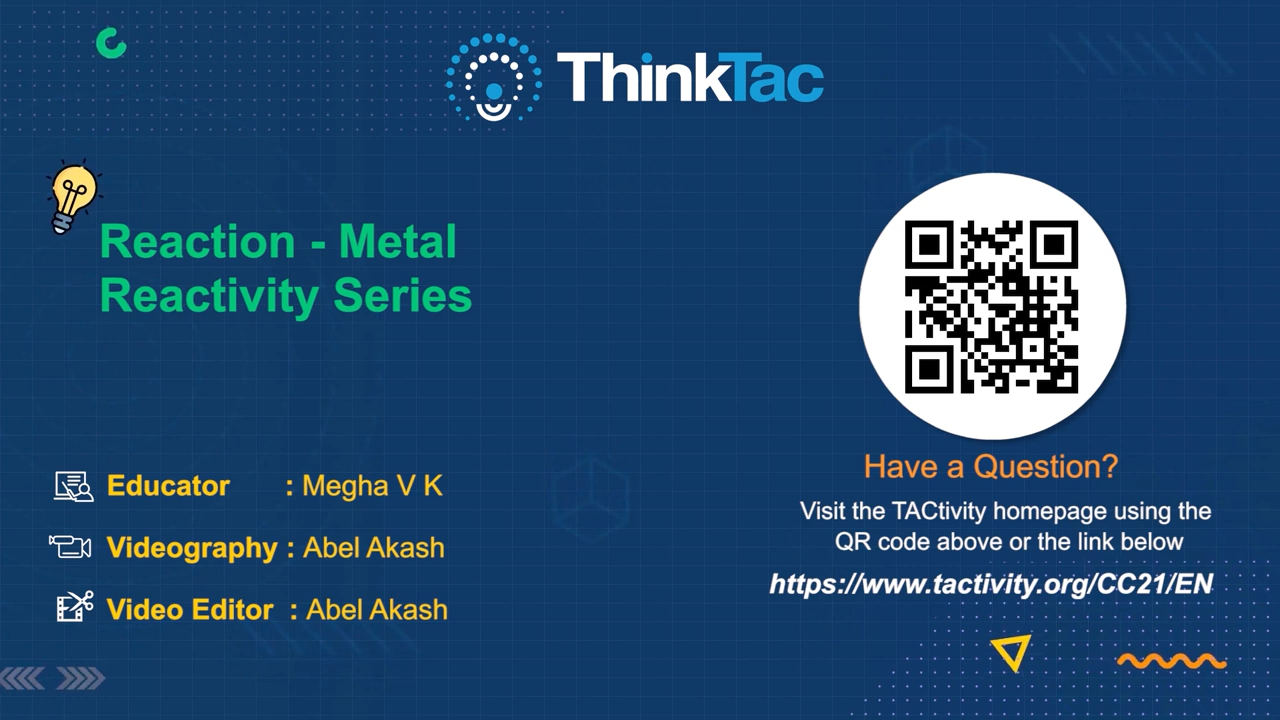 ThinkTac
Reaction - Metal
Reactivity Series
Educator : Megha V K
Videography : Abel Akash
Video Editor : Abel Akash
Have a Question?
Visit the TACtivity homepage using the
QR code above or the link below
https://www.tactivity.org/CC21/EN